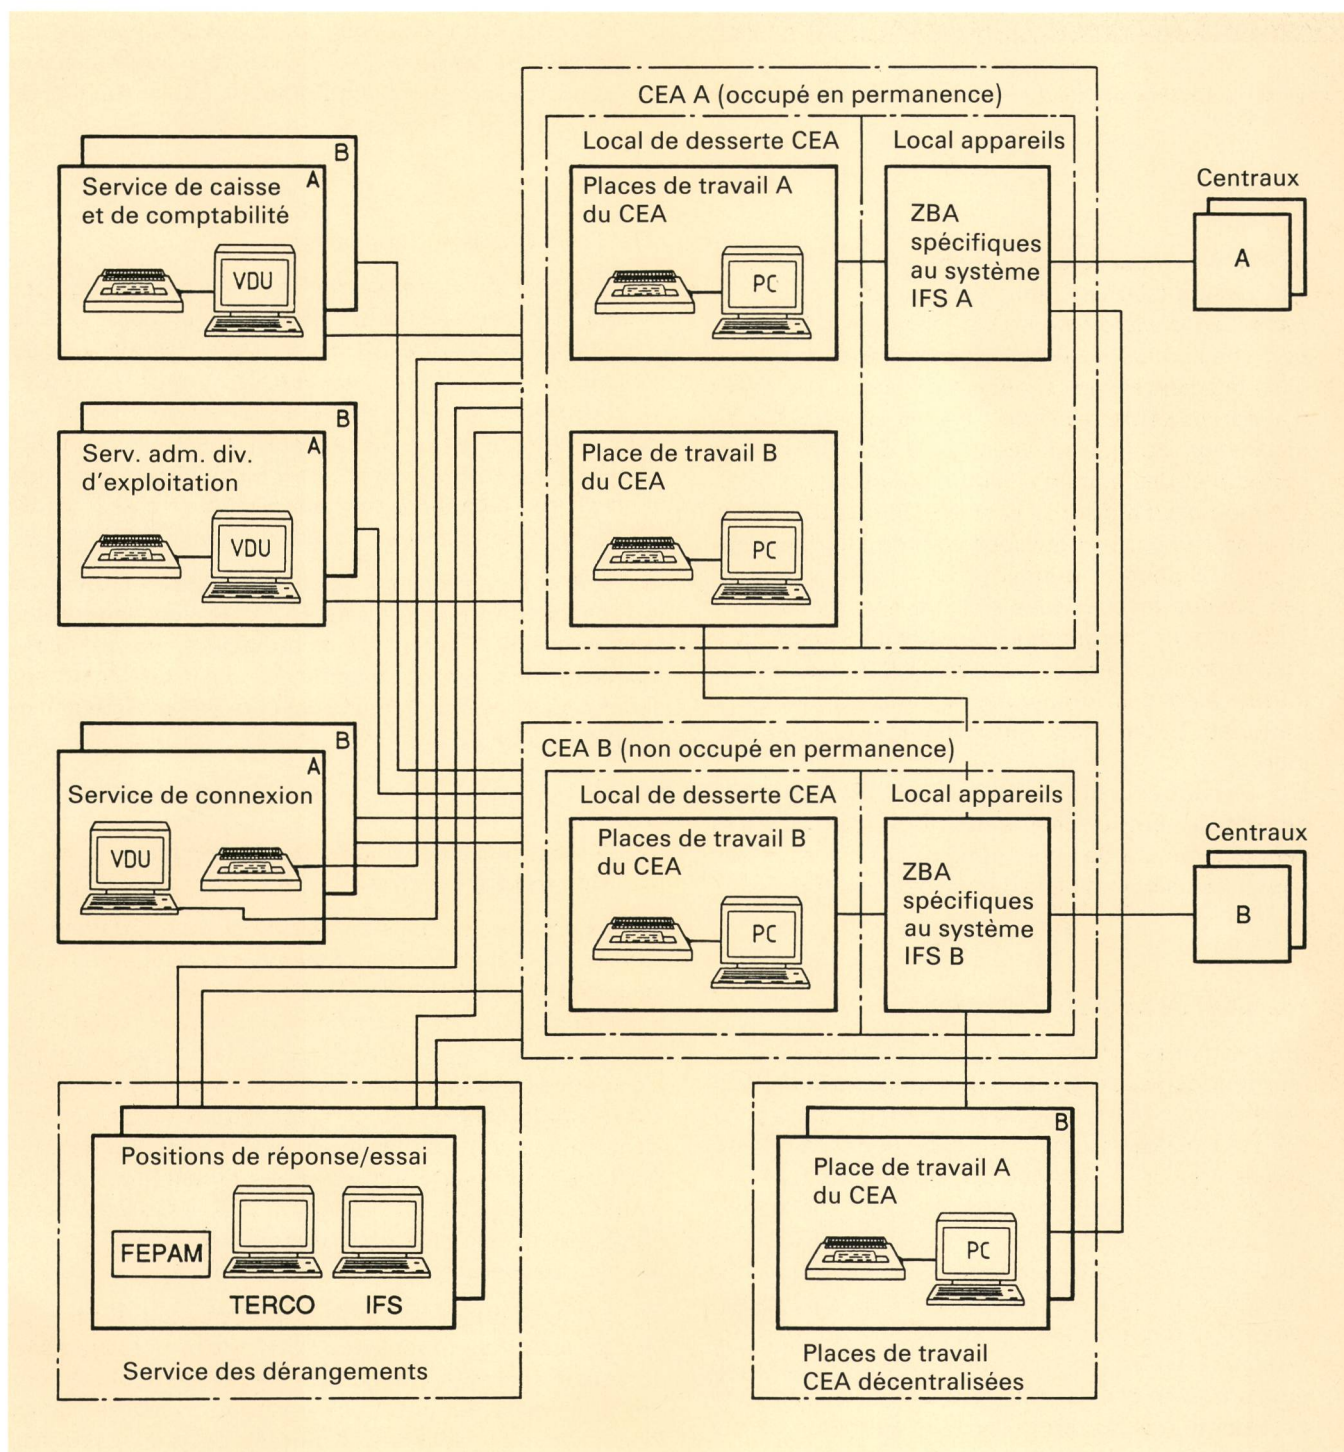 CEA A (occupé en permanence)
Local de desserte CEA
Local appareils
B
A
Service de caisse
et de comptabilité
VDU
Places de travail A
du CEA
PC
ZBA
spécifiques
au système
IFS A
Centraux
A
B
A
Serv. adm. div.
d'exploitation
VDU
Place de travail B
du CEA
PC
B
A
Service de connexion
VDU
CEA B (non occupé en permanence)
Local de desserte CEA
Local appareils
Places de travail B
du CEA
PC
ZBA
spécifiques
au système
IFS B
Centraux
B
Positions de réponse/essai
FEPAM
TERCO
IFS
Service des dérangements
B
Place de travail A
du CEA
PC
Places de travail
CEA décentralisées